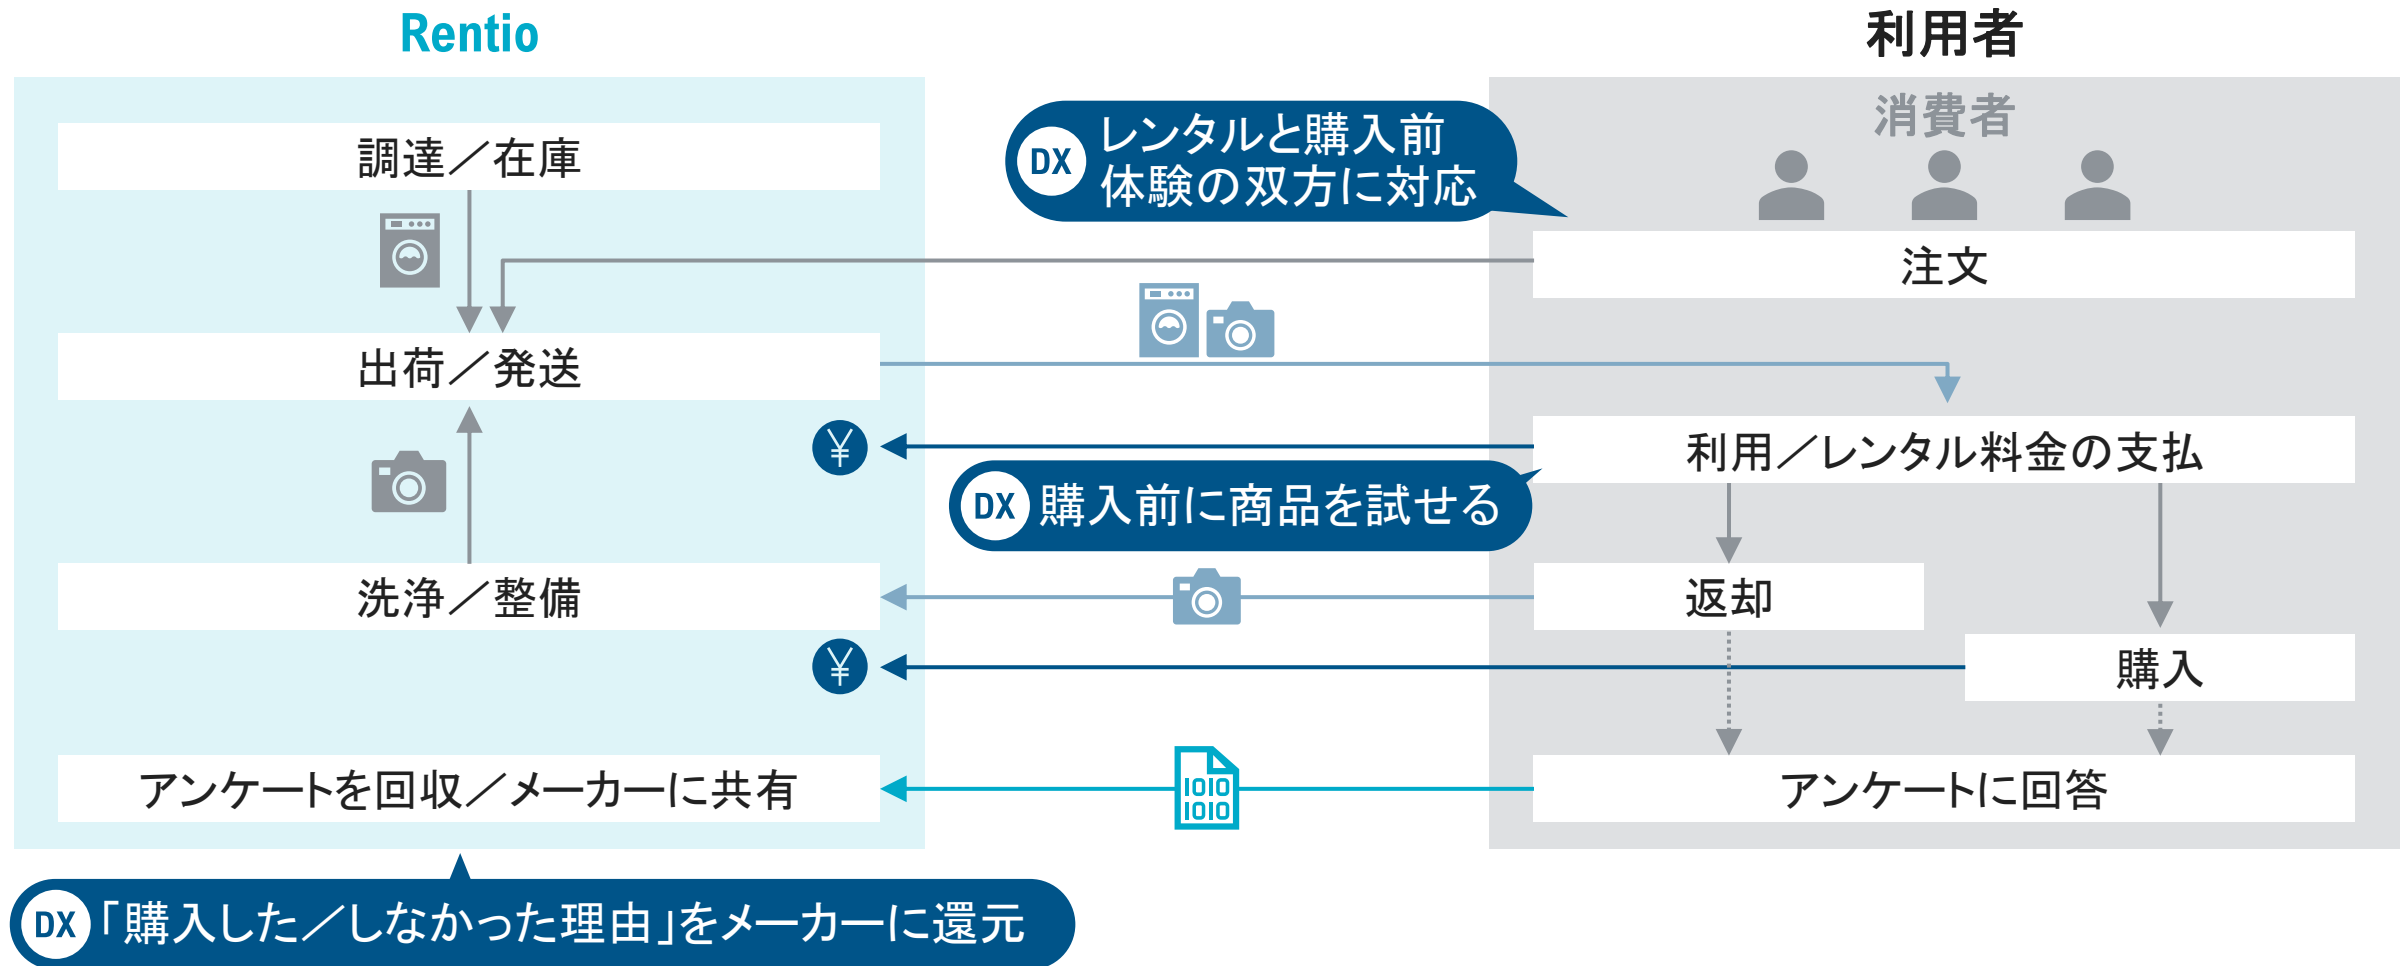 Rentio
利用者
消費者
調達／在庫
DX
レンタルと購入前
体験の双方に対応
注文
出荷／発送
¥
利用／レンタル料金の支払
DX
購入前に商品を試せる
洗浄／整備
返却
¥
購入
アンケートを回収／メーカーに共有
1010
1010
アンケートに回答
DX
「購入した／しなかった理由」をメーカーに還元